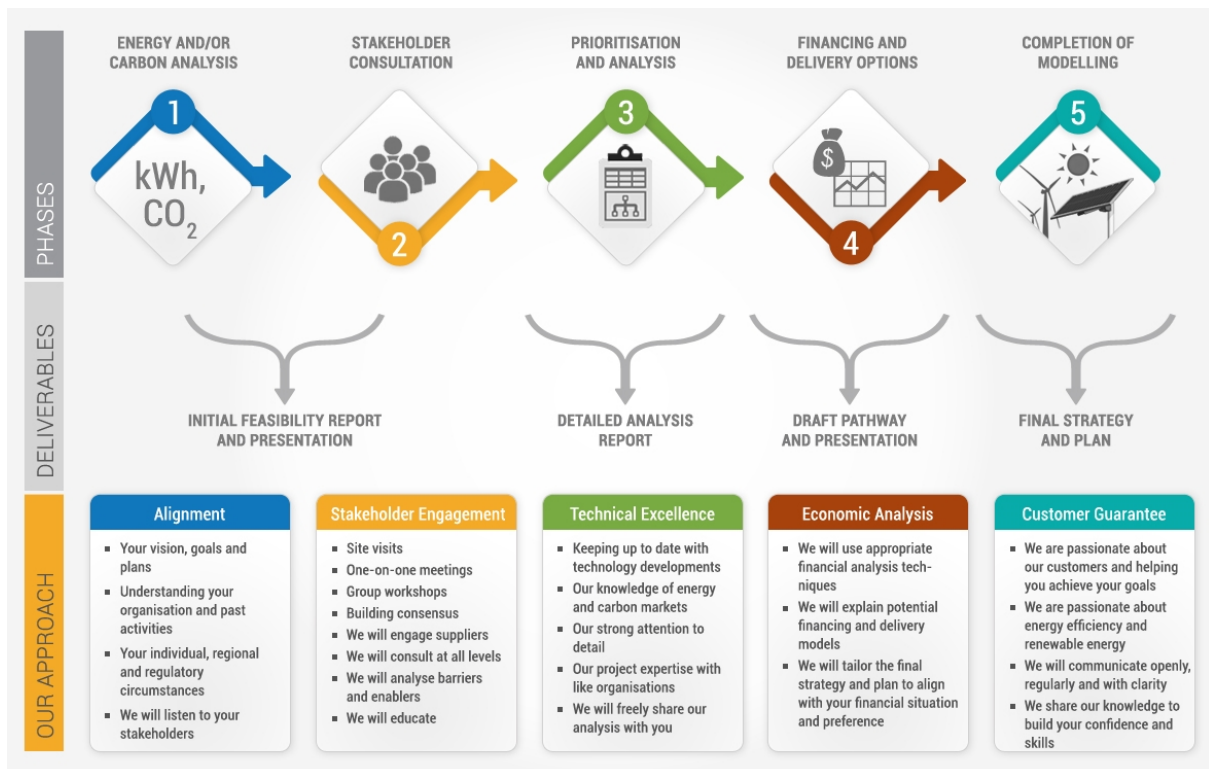 PHASES
ENERGY AND/OR
CARBON ANALYSIS
STAKEHOLDER
CONSULTATION
PRIORITISATION
AND ANALYSIS
FINANCING AND
DELIVERY OPTIONS
COMPLETION OF
MODELLING
1
kWh,
CO2
2
3
$
4
5
DELIVERABLES
INITIAL FEASIBILITY REPORT
AND PRESENTATION
DETAILED ANALYSIS
REPORT
DRAFT PATHWAY
AND PRESENTATION
FINAL STRATEGY
AND PLAN
OUR APPROACH
Alignment
▪ Your vision, goals and
plans
▪ Understanding your
organisation and past
activities
▪ Your individual, regional
and regulatory
circumstances
▪ We will listen to your
stakeholders
Stakeholder Engagement
▪ Site visits
▪ One-on-one meetings
▪ Group workshops
▪ Building consensus
▪ We will engage suppliers
▪ We will consult at all levels
▪ We will analyse barriers
and enablers
▪ We will educate
Technical Excellence
▪ Keeping up to date with
technology developments
▪ Our knowledge of energy
and carbon markets
▪ Our strong attention to
detail
▪ Our project expertise with
like organisations
▪ We will freely share our
analysis with you
Economic Analysis
▪ We will use appropriate
financial analysis tech-
niques
▪ We will explain potential
financing and delivery
models
▪ We will tailor the final
strategy and plan to align
with your financial situation
and preference
Customer Guarantee
▪ We are passionate about
our customers and helping
you achieve your goals
▪ We are passionate about
energy efficiency and
renewable energy
▪ We will communicate openly,
regularly and with clarity
▪ We share our knowledge to
build your confidence and
skills